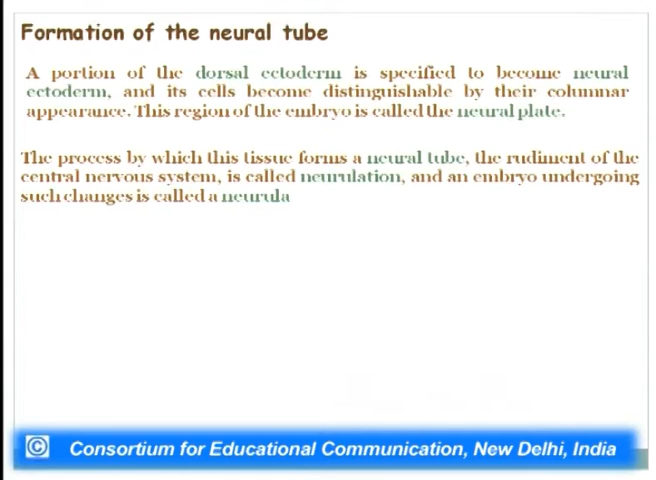 Formation of the neural tube
A portion of the dorsal ectoderm is specified to become neural
ectoderm, and its cells become distinguishable by their columnar
appearance. This region of the embryo is called the neural plate.
The process by which this tissue forms a neural tube, the rudiment of the
central nervous system, is called neurulation, and an embryo undergoing
such changes is called a neurula
© Consortium for Educational Communication, New Delhi, India